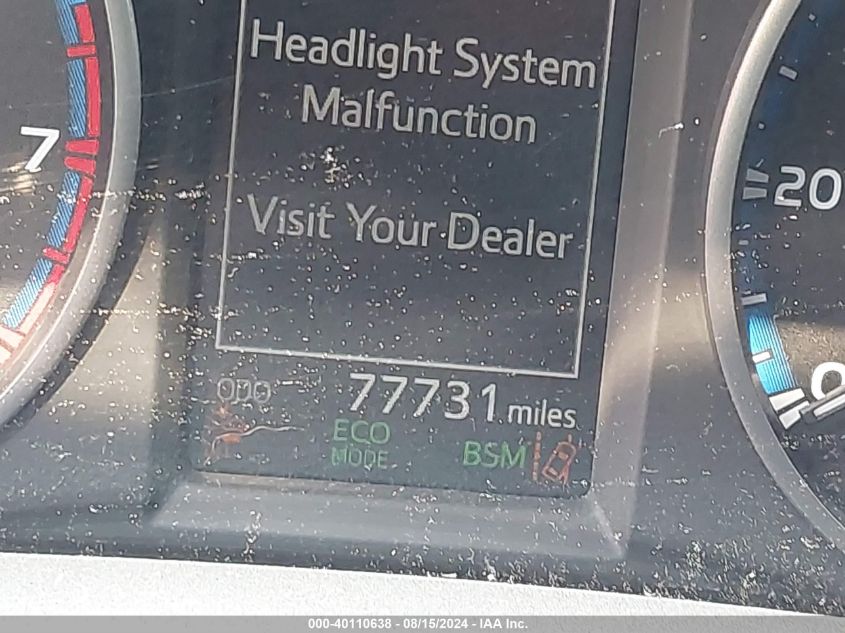 Headlight System
Malfunction
7
20
Visit Your Dealer
0
ODO 77731 miles
ECO
MODE
BSM
000-40110638 - 08/15/2024 - IAA Inc.